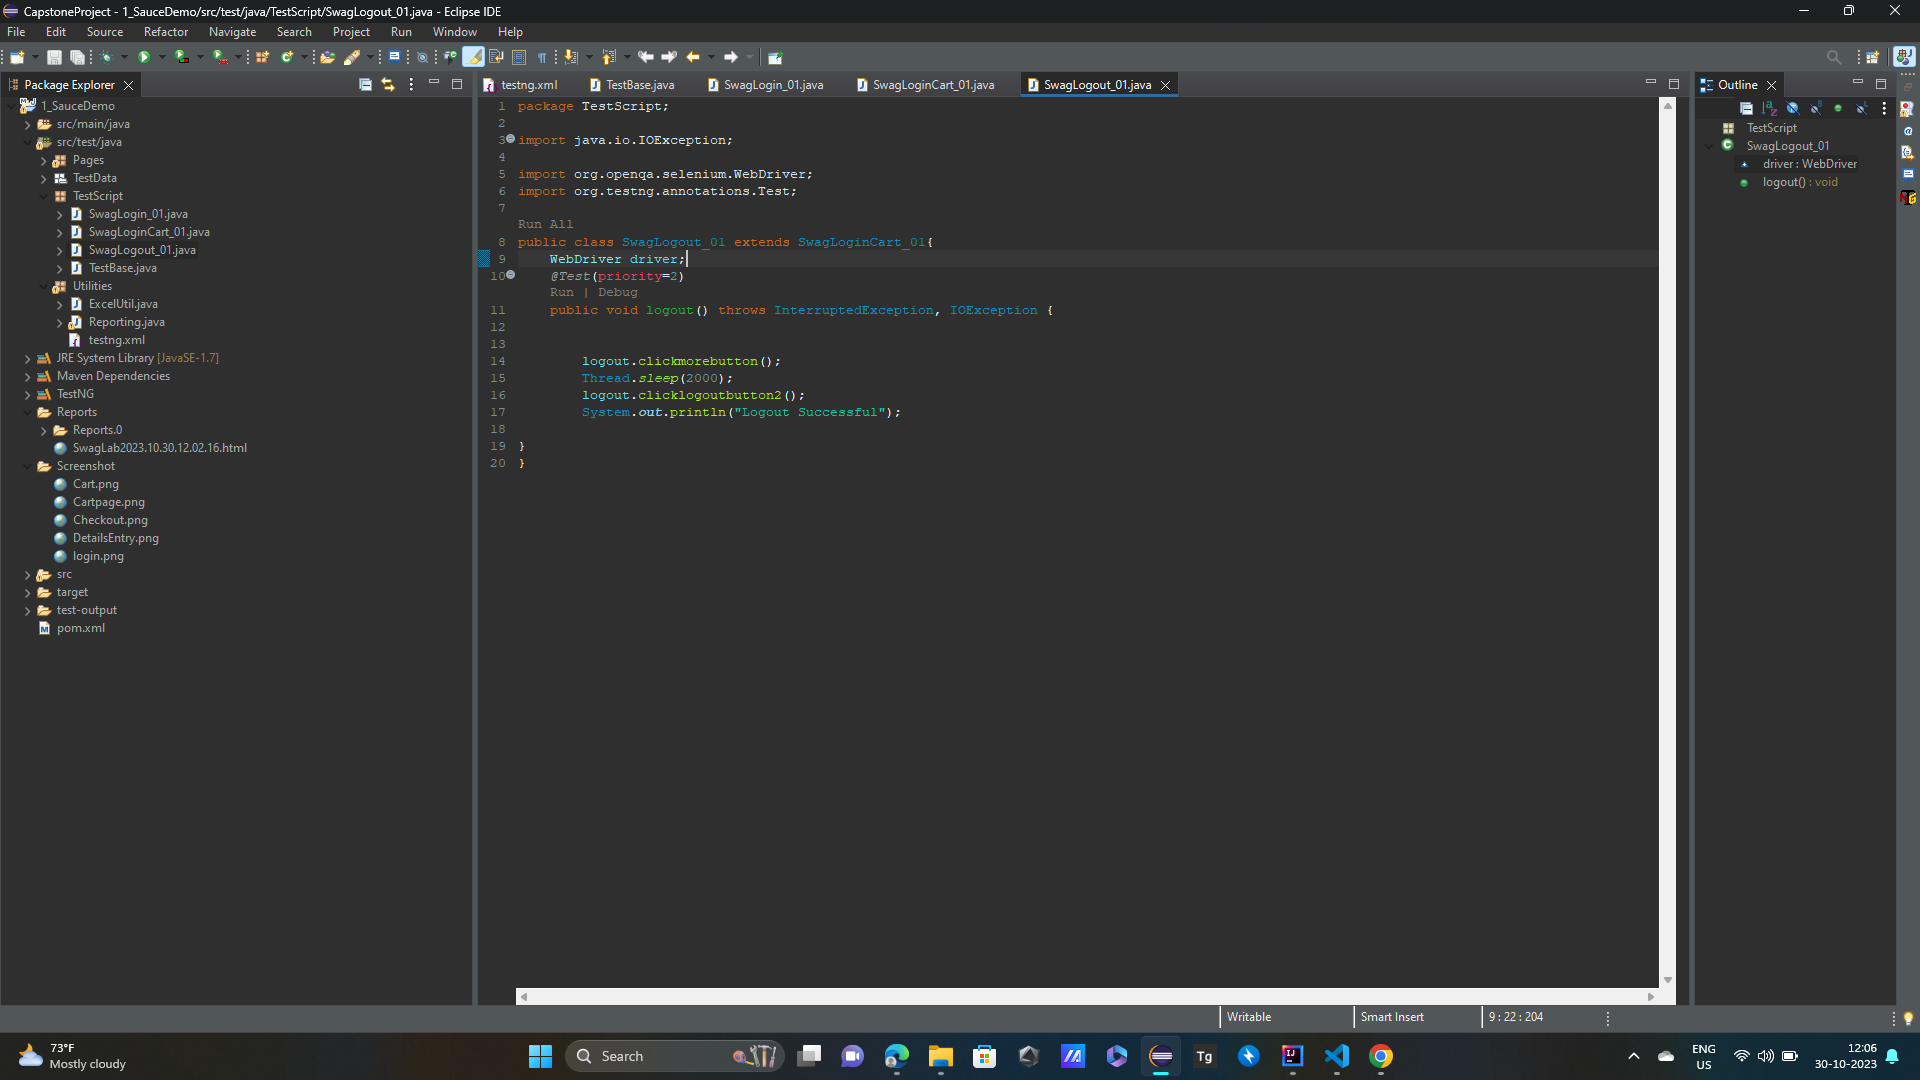 CapstoneProject - 1_SauceDemo/src/test/java/TestScript/SwagLogout_01.java - Eclipse IDE
File Edit Source Refactor Navigate Search Project Run Window Help
Package Explorer
1_SauceDemo
src/main/java
src/test/java
Pages
TestData
TestScript
SwagLogin_01.java
SwagLoginCart_01.java
SwagLogout_01.java
TestBase.java
Utilities
ExcelUtil.java
Reporting.java
testng.xml
JRE System Library [JavaSE-1.7]
Maven Dependencies
TestNG
Reports
Reports.0
SwagLab2023.10.30.12.02.16.html
Screenshot
Cart.png
Cartpage.png
Checkout.png
DetailsEntry.png
login.png
src
target
test-output
pom.xml
testng.xml TestBase.java SwagLogin_01.java SwagLoginCart_01.java SwagLogout_01.java
1 package TestScript;
2
3 import java.io.IOException;
4
5 import org.openqa.selenium.WebDriver;
6 import org.testng.annotations.Test;
7
Run All
8 public class SwagLogout_01 extends SwagLoginCart_01{
9 WebDriver driver;
10 @Test(priority=2)
Run | Debug
11 public void logout() throws InterruptedException, IOException {
12
13
14 logout.clickmorebutton();
15 Thread.sleep(2000);
16 logout.clicklogoutbutton2();
17 System.out.println("Logout Successful");
18
19 }
20 }
Outline
TestScript
SwagLogout_01
driver : WebDriver
logout() : void
Writable Smart Insert 9 : 22 : 204
73°F
Mostly cloudy
Search
Tg
ENG
US
12:06
30-10-2023